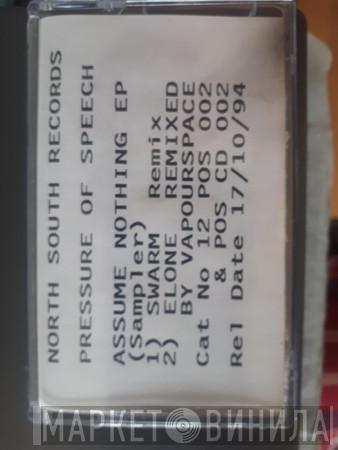 NORTH SOUTH RECORDS
PRESSURE OF SPEECH
ASSUME NOTHING EP
(Sampler)
1) SWARM Remix
2) ELONE REMIXED
BY VAPOURSPACE
Cat No 12 POS 002
& POS CD 002
Rel Date 17/10/94
МАРКЕТ ВИНИЛА